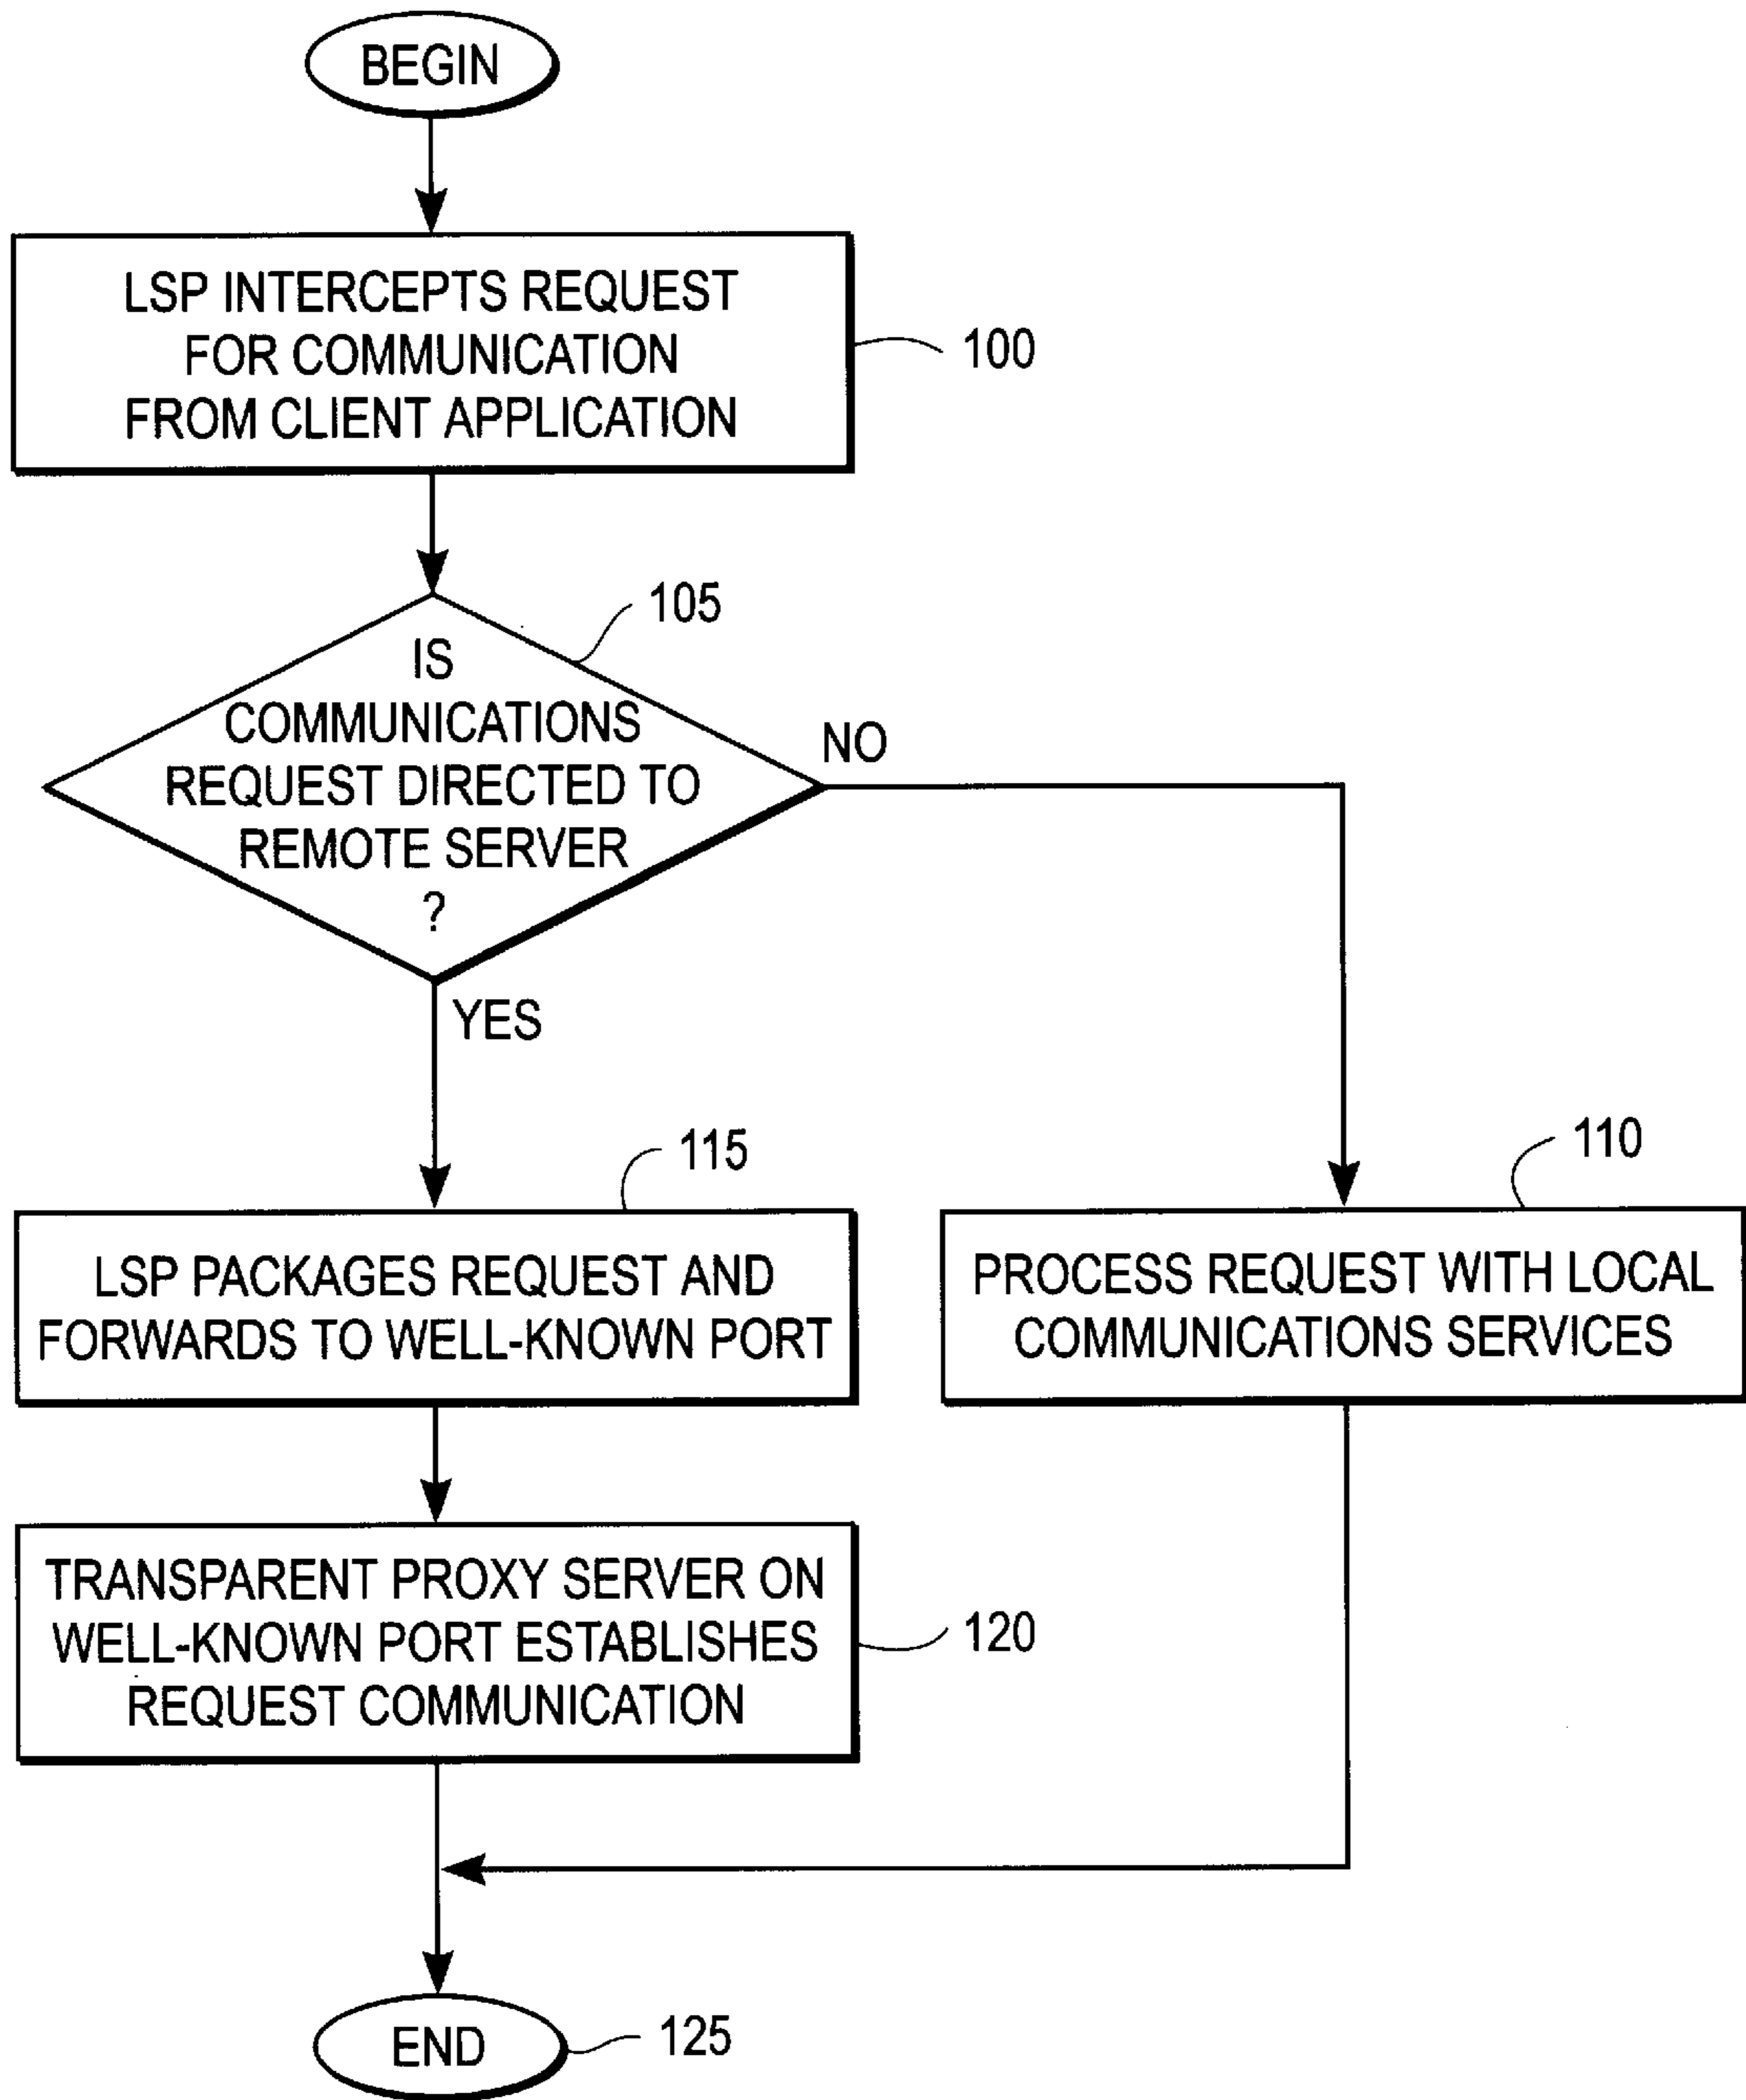 BEGIN
LSP INTERCEPTS REQUEST
FOR COMMUNICATION
FROM CLIENT APPLICATION
100
105
IS
COMMUNICATIONS
REQUEST DIRECTED TO
REMOTE SERVER
?
NO
YES
115
LSP PACKAGES REQUEST AND
FORWARDS TO WELL-KNOWN PORT
110
PROCESS REQUEST WITH LOCAL
COMMUNICATIONS SERVICES
TRANSPARENT PROXY SERVER ON
WELL-KNOWN PORT ESTABLISHES
REQUEST COMMUNICATION
120
END
125